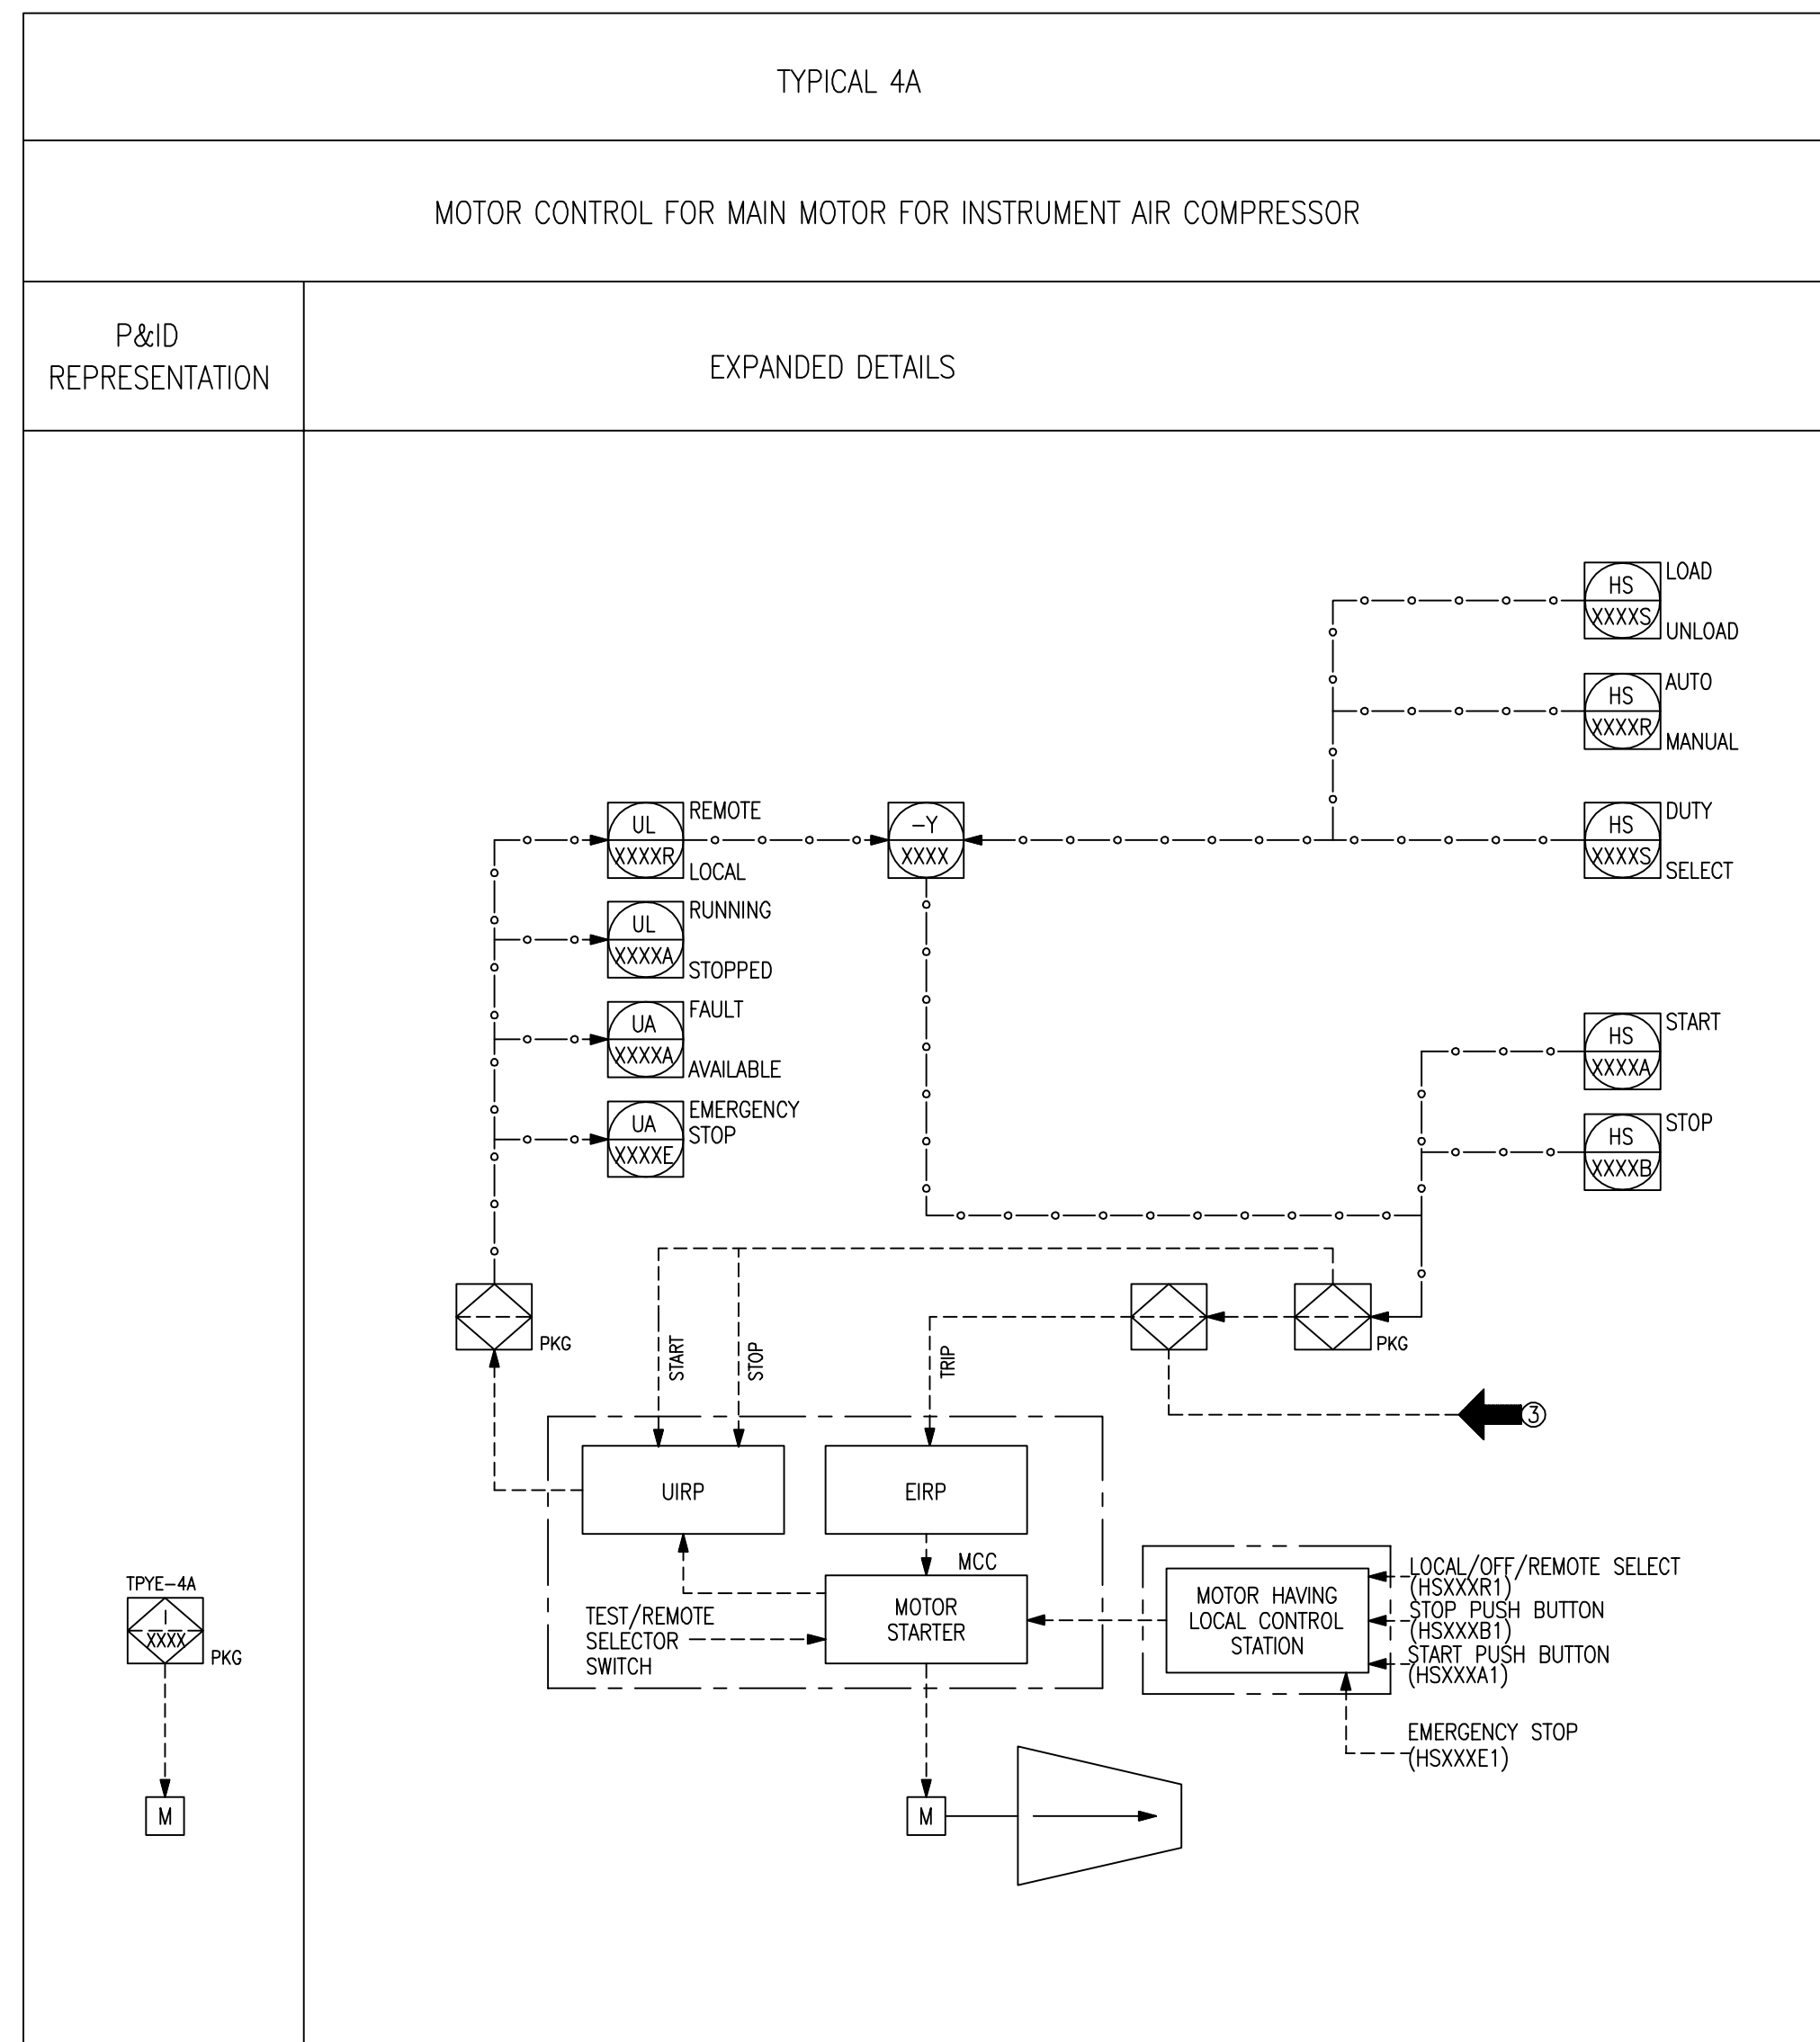 TYPICAL 4A
MOTOR CONTROL FOR MAIN MOTOR FOR INSTRUMENT AIR COMPRESSOR
P&ID
REPRESENTATION
EXPANDED DETAILS
HS
XXXXS
LOAD
UNLOAD
HS
XXXXR
AUTO
MANUAL
UL
XXXXR
REMOTE
LOCAL
-Y
XXXX
HS
XXXXS
DUTY
SELECT
UL
XXXXA
RUNNING
STOPPED
UA
XXXXA
FAULT
AVAILABLE
HS
XXXXA
START
UA
XXXXE
EMERGENCY
STOP
HS
XXXXB
STOP
PKG
START
STOP
TRIP
PKG
3
UIRP
EIRP
MCC
MOTOR
STARTER
TEST/REMOTE
SELECTOR
SWITCH
MOTOR HAVING
LOCAL CONTROL
STATION
LOCAL/OFF/REMOTE SELECT
(HSXXXR1)
STOP PUSH BUTTON
(HSXXXB1)
START PUSH BUTTON
(HSXXXA1)
EMERGENCY STOP
(HSXXXE1)
TPYE-4A
I
XXXX
PKG
M
M